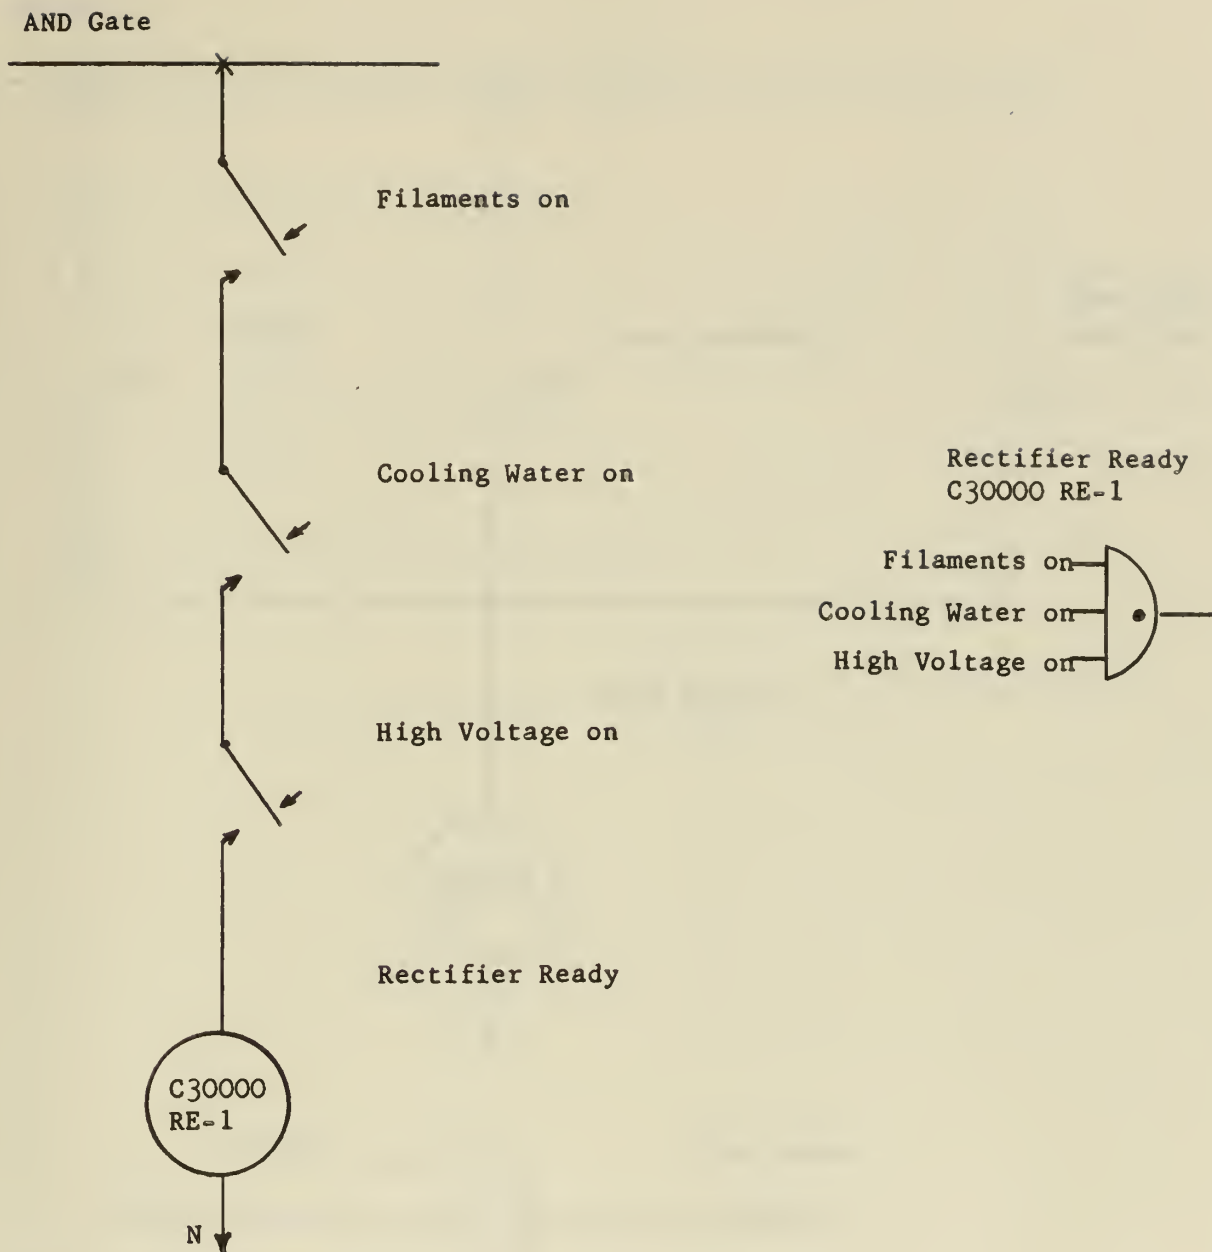 AND Gate
Filaments on
Cooling Water on
High Voltage on
Rectifier Ready
C30000
RE-1
N
Rectifier Ready
C30000 RE-1
Filaments on
Cooling Water on
High Voltage on